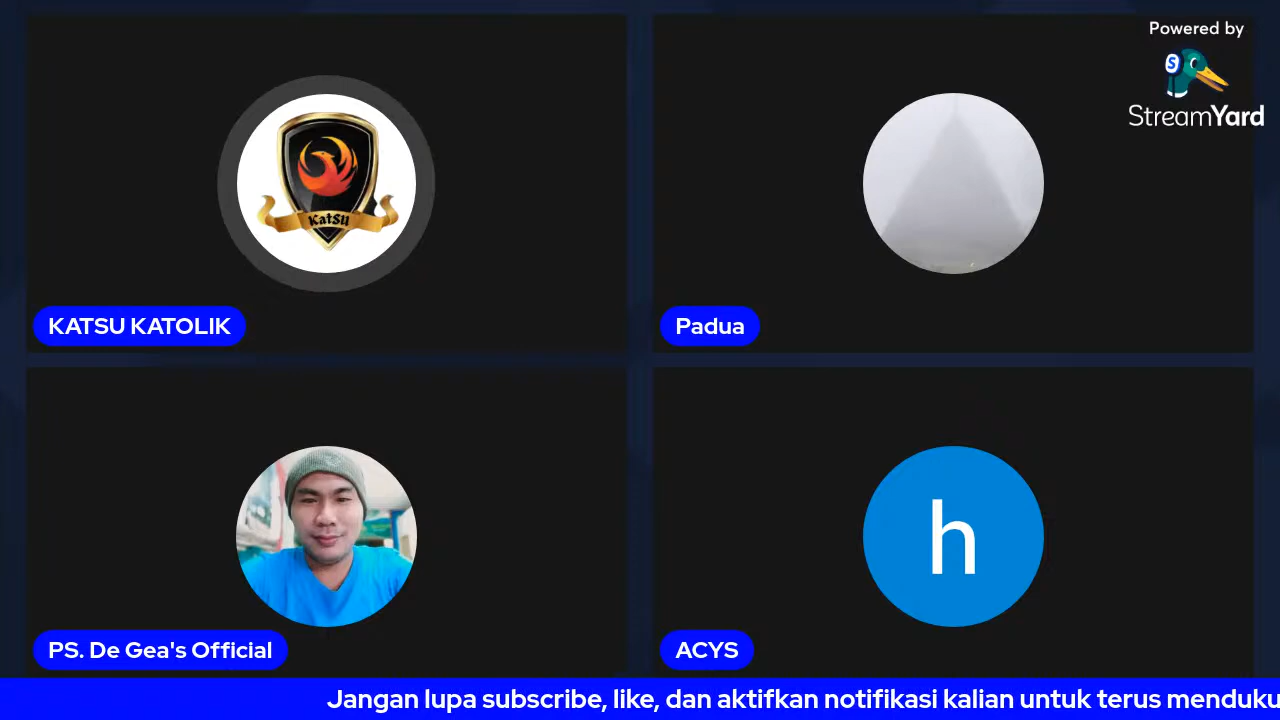 Powered by
S
StreamYard
KatSU
KATSU KATOLIK
Padua
h
PS. De Gea's Official
ACYS
Jangan lupa subscribe, like, dan aktifkan notifikasi kalian untuk terus menduku